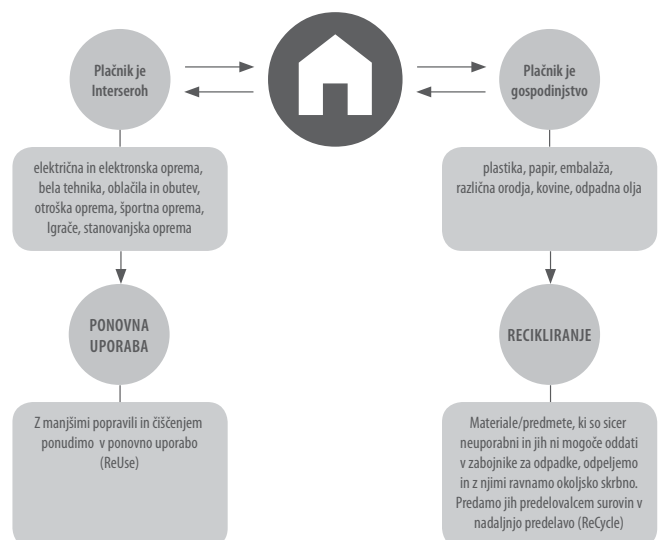 Plačnik je
Interseroh
Plačnik je
gospodinjstvo
električna in elektronska oprema,
bela tehnika, oblačila in obutev,
otroška oprema, športna oprema,
Igrače, stanovanjska oprema
plastika, papir, embalaža,
različna orodja, kovine, odpadna olja
PONOVNA
UPORABA
RECIKLIRANJE
Z manjšimi popravili in čiščenjem
ponudimo v ponovno uporabo
(ReUse)
Materiale/predmete, ki so sicer
neuporabni in jih ni mogoče oddati
v zabojnike za odpadke, odpeljemo
in z njimi ravnamo okoljsko skrbno.
Predamo jih predelovalcem surovin v
nadaljnjo predelavo (ReCycle)